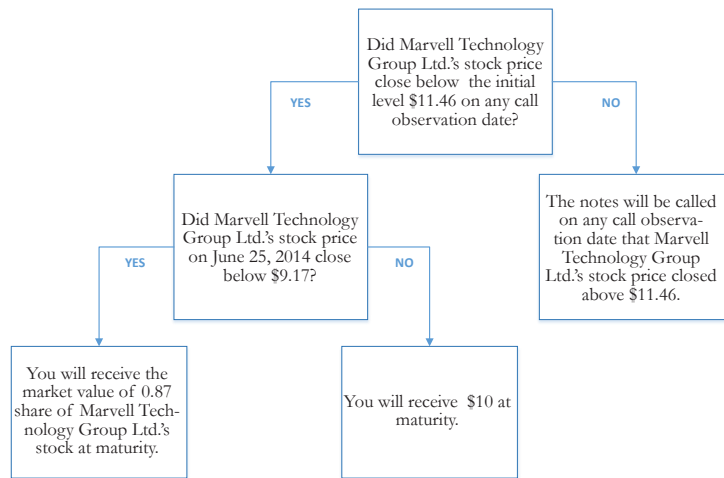 Did Marvell Technology
Group Ltd.'s stock price
close below the initial
level $11.46 on any call
observation date?
YES
NO
Did Marvell Technology
Group Ltd.'s stock price
on June 25, 2014 close
below $9.17?
The notes will be called
on any call observa-
tion date that Marvell
Technology Group
Ltd.'s stock price closed
above $11.46.
YES
NO
You will receive the
market value of 0.87
share of Marvell Tech-
nology Group Ltd.'s
stock at maturity.
You will receive $10 at
maturity.